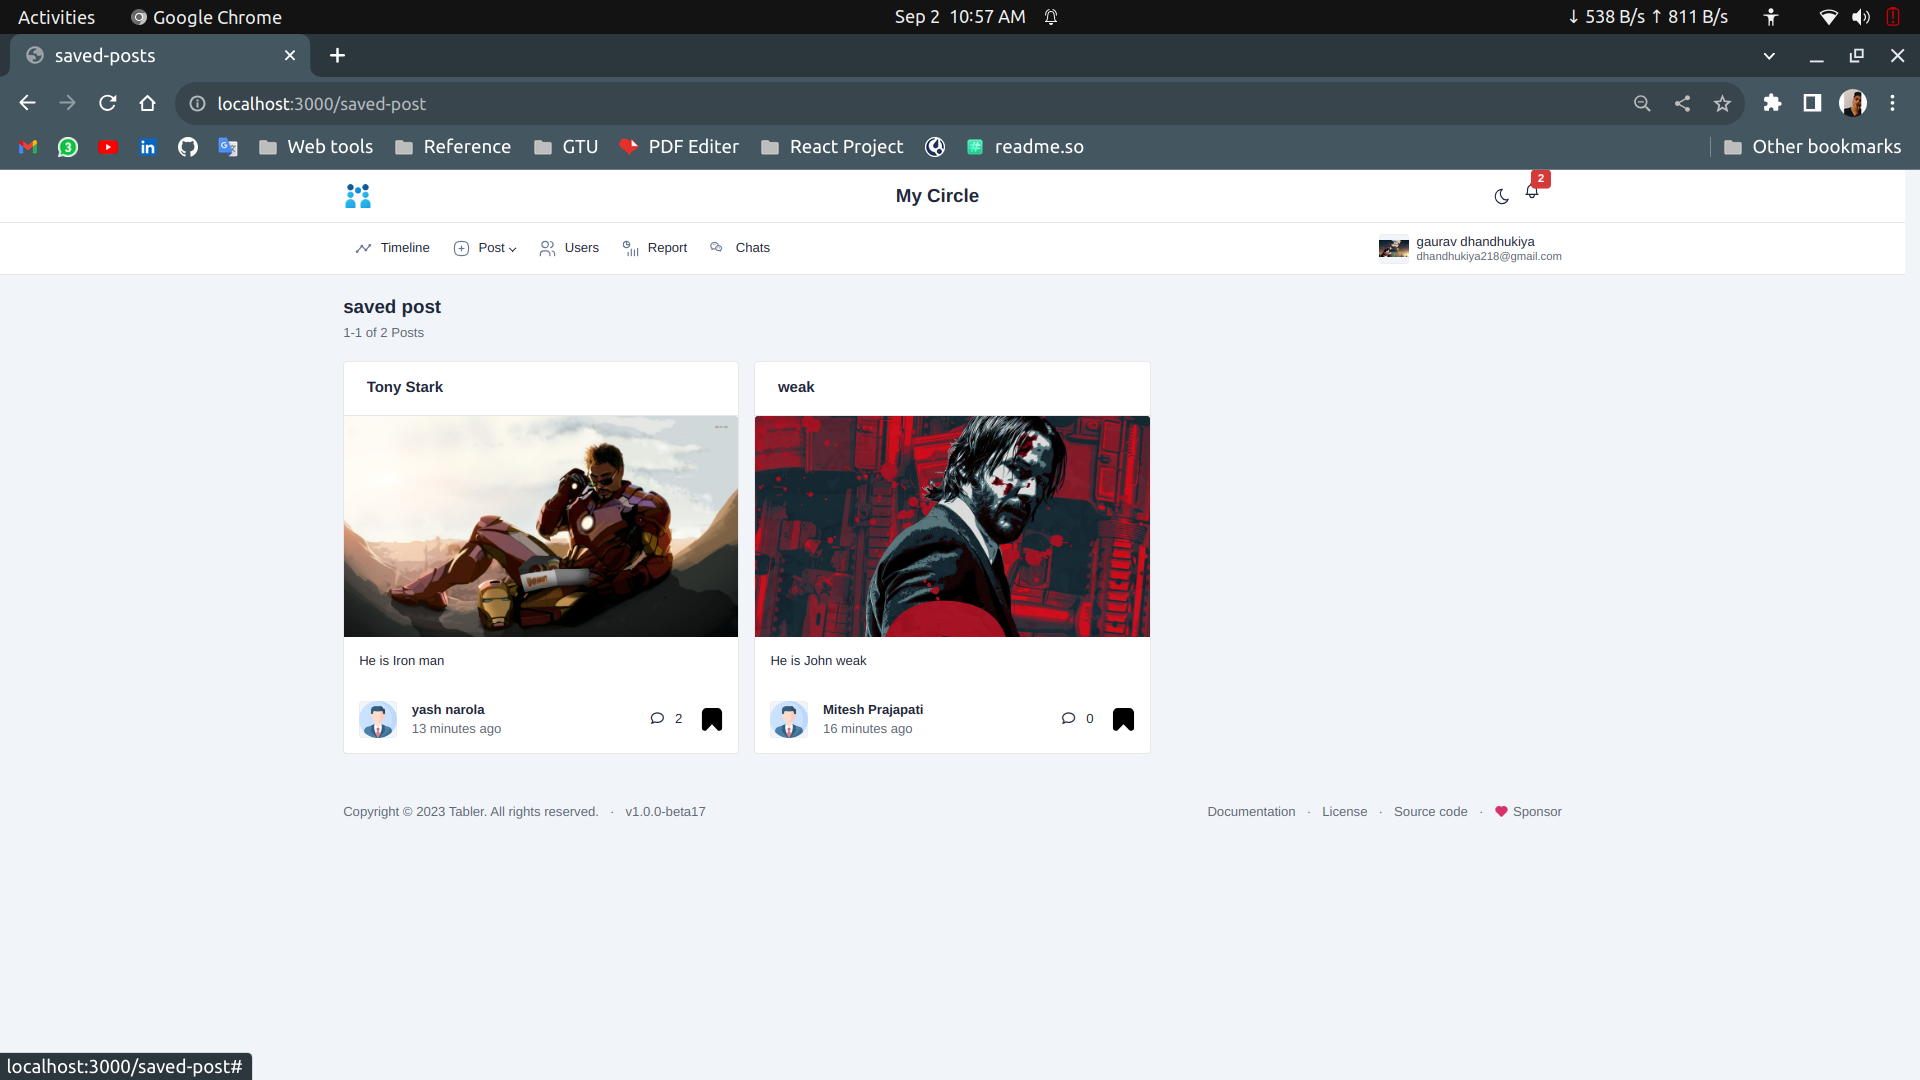 Activities Google Chrome Sep 2 10:57 AM ↓ 538 B/s ↑ 811 B/s
saved-posts
localhost:3000/saved-post
3 in Web tools Reference GTU PDF Editer React Project readme.so Other bookmarks
My Circle 2
Timeline Post Users Report Chats gaurav dhandhukiya
dhandhukiya218@gmail.com
saved post
1-1 of 2 Posts
Tony Stark weak
He is Iron man He is John weak
yash narola 2 Mitesh Prajapati 0
13 minutes ago 16 minutes ago
Copyright © 2023 Tabler. All rights reserved. · v1.0.0-beta17 Documentation · License · Source code · Sponsor
localhost:3000/saved-post#